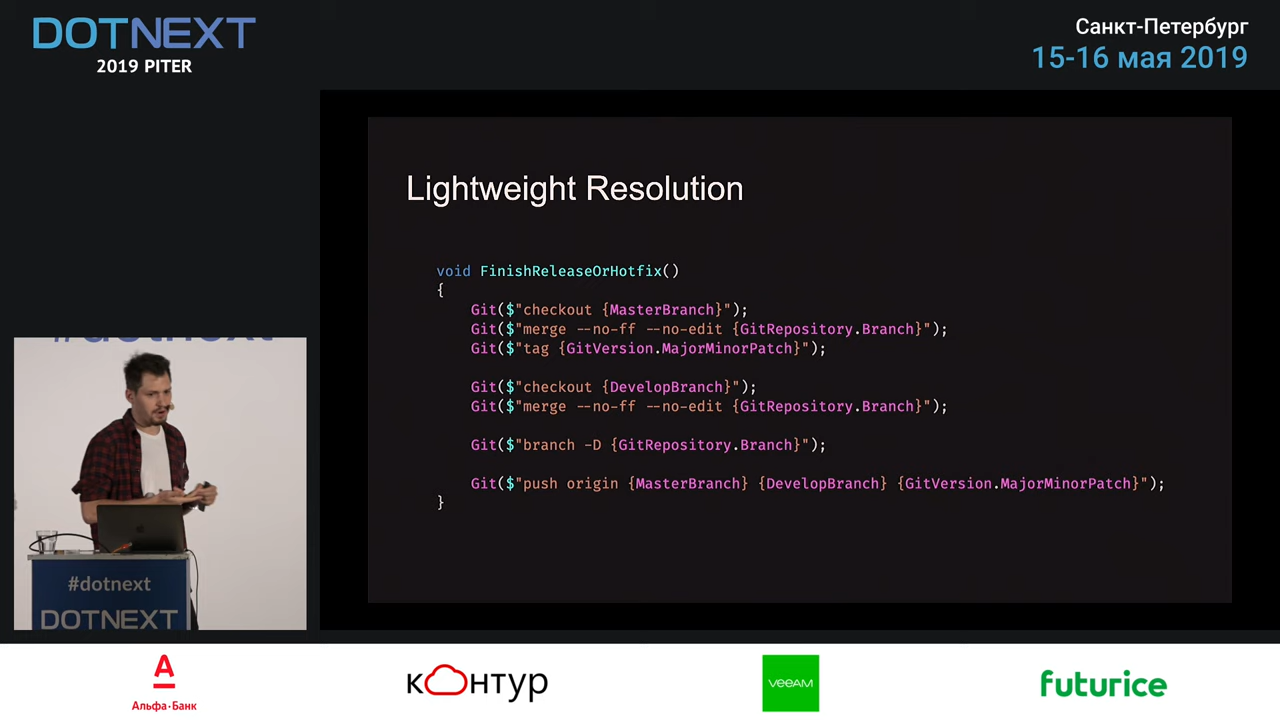 DOTNEXT
2019 PITER
Санкт-Петербург
15-16 мая 2019
Lightweight Resolution
void FinishReleaseOrHotfix()
{
Git($"checkout {MasterBranch}");
Git($"merge --no-ff --no-edit {GitRepository.Branch}");
Git($"tag {GitVersion.MajorMinorPatch}");
Git($"checkout {DevelopBranch}");
Git($"merge --no-ff --no-edit {GitRepository.Branch}");
Git($"branch -D {GitRepository.Branch}");
Git($"push origin {MasterBranch} {DevelopBranch} {GitVersion.MajorMinorPatch}");
}
#dotnext
#dotnext
DOTNEXT
А
Альфа·Банк
контур
veeAM
futurice